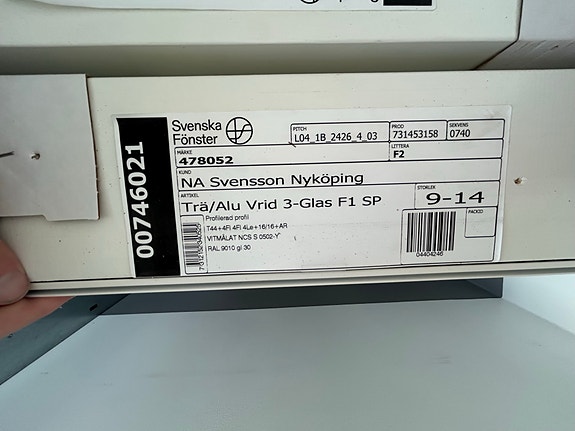 00746021
Svenska
Fönster
PITCH
L04_1B_2426_4_03
PROD
731453158
SEKVENS
0740
MÄRKE
478052
LITTERA
F2
KUND
NA Svensson Nyköping
ARTIKEL
Trä/Alu Vrid 3-Glas F1 SP
STORLEK
9-14
Profilerad profil
T44+4Fl 4Fl 4Le+16/16+AR
VITMÅLAT NCS S 0502-Y
RAL 9010 gl 30
PACKID
04404246